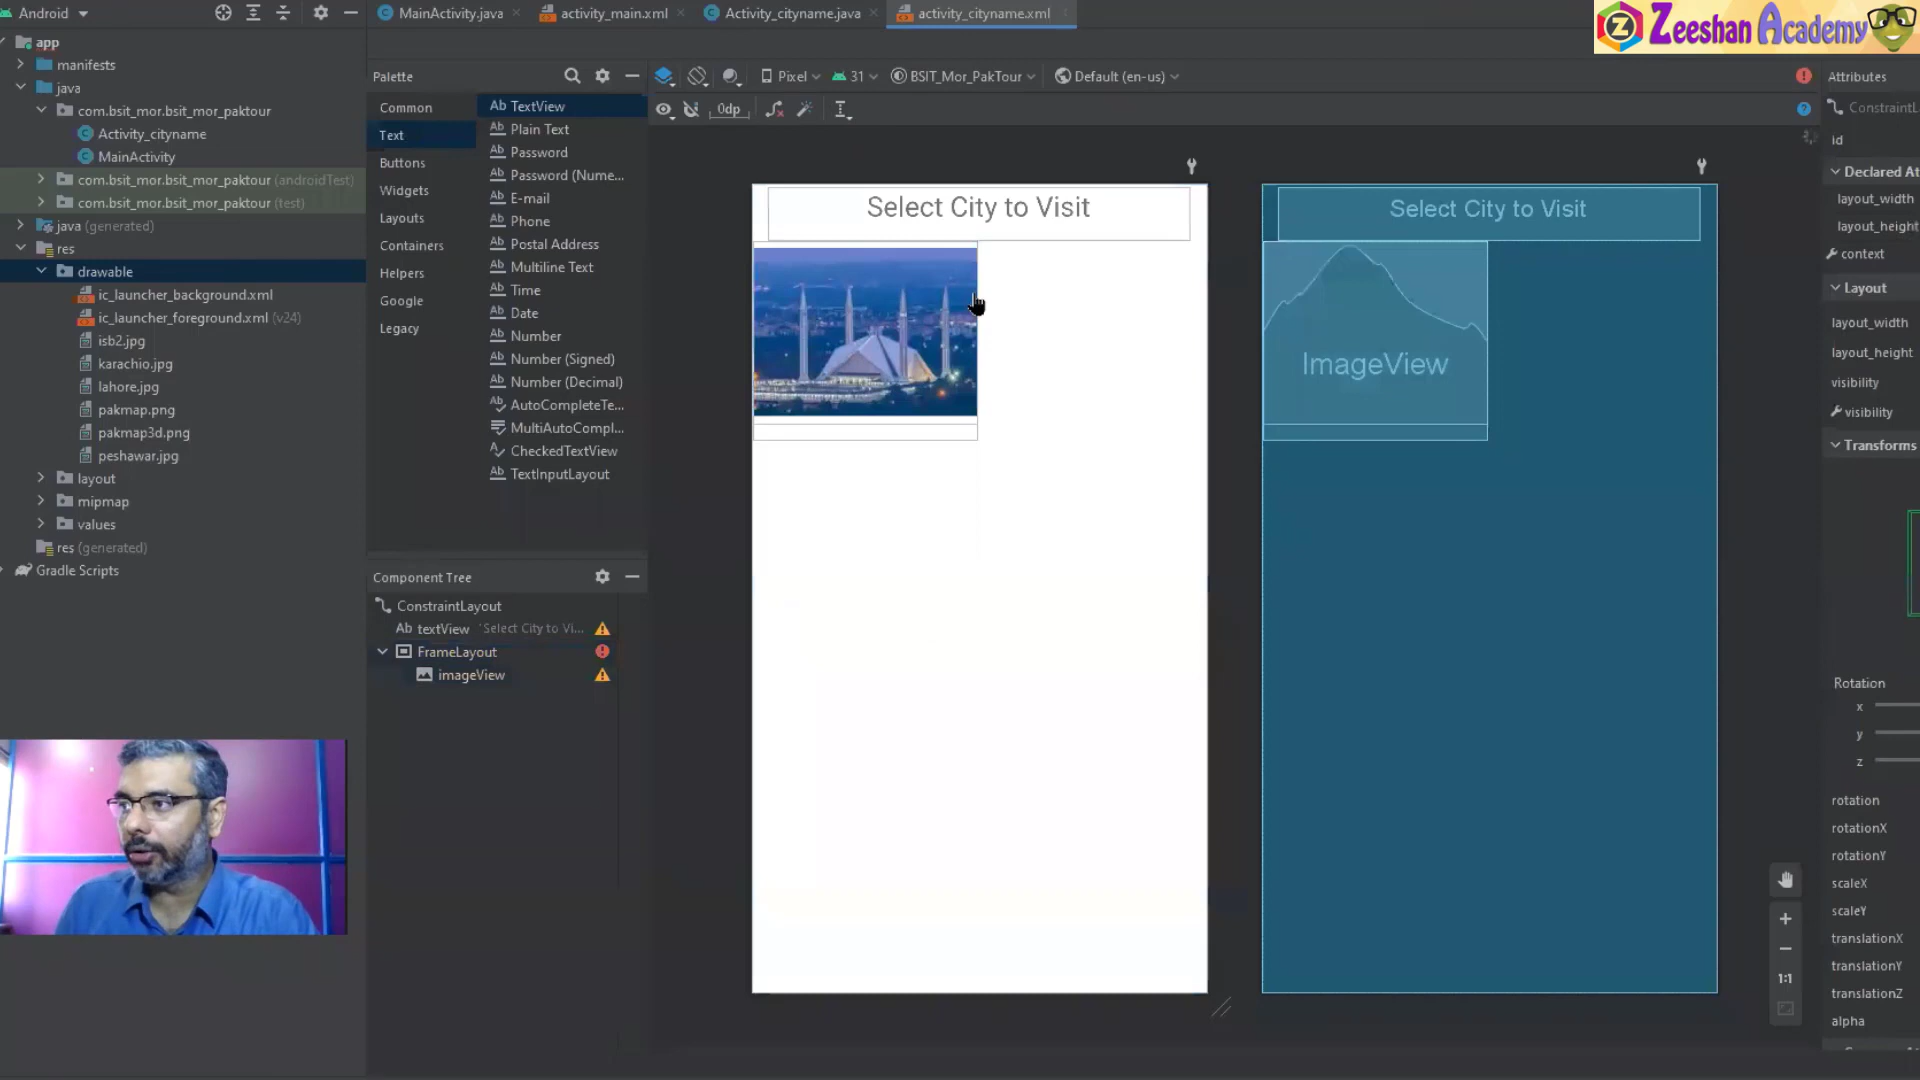 Android
MainActivity.java
activity_main.xml
Activity_cityname.java
activity_cityname.xml
Zeeshan Academy
app
manifests
java
com.bsit_mor.bsit_mor_paktour
Activity_cityname
MainActivity
com.bsit_mor.bsit_mor_paktour (androidTest)
com.bsit_mor.bsit_mor_paktour (test)
java (generated)
res
drawable
ic_launcher_background.xml
ic_launcher_foreground.xml (v24)
isb2.jpg
karachio.jpg
lahore.jpg
pakmap.png
pakmap3d.png
peshawar.jpg
layout
mipmap
values
res (generated)
Gradle Scripts
Palette
Common
Text
Buttons
Widgets
Layouts
Containers
Helpers
Google
Legacy
Ab TextView
Ab Plain Text
Ab Password
Ab Password (Nume...
Ab E-mail
Ab Phone
Ab Postal Address
Ab Multiline Text
Ab Time
Ab Date
Ab Number
Ab Number (Signed)
Ab Number (Decimal)
Ab AutoCompleteTe...
MultiAutoCompl...
CheckedTextView
Ab TextInputLayout
Component Tree
ConstraintLayout
Ab textView 'Select City to Vi...
FrameLayout
imageView
Pixel
31
BSIT_Mor_PakTour
Default (en-us)
0dp
Select City to Visit
Select City to Visit
ImageView
1:1
Attributes
ConstraintL
id
Declared At
layout_width
layout_height
context
Layout
layout_width
layout_height
visibility
visibility
Transforms
Rotation
x
y
z
rotation
rotationX
rotationY
scaleX
scaleY
translationX
translationY
translationZ
alpha